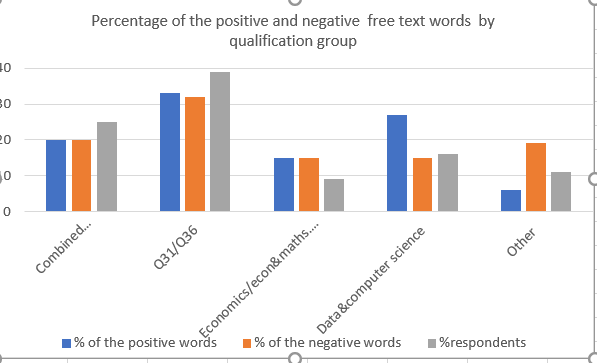 Percentage of the positive and negative free text words by
qualification group
40
30
20
10
0
Combined...
Q31/Q36
Economics/econ&maths....
Data&computer science
Other
% of the positive words
% of the negative words
%respondents